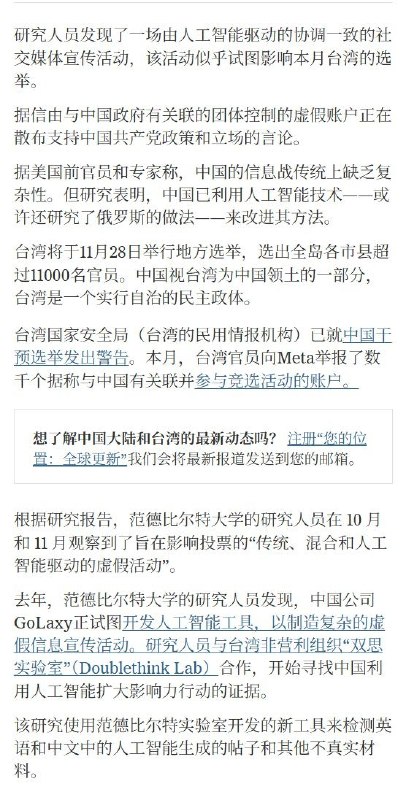 研究人员发现了一场由人工智能驱动的协调一致的社
交媒体宣传活动，该活动似乎试图影响本月台湾的选
举。
据信由与中国政府有关联的团体控制的虚假账户正在
散布支持中国共产党政策和立场的言论。
据美国前官员和专家称，中国的信息战传统上缺乏复
杂性。但研究表明，中国已利用人工智能技术——或
许还研究了俄罗斯的做法——来改进其方法。
台湾将于11月28日举行地方选举，选出全岛各市县超
过11000名官员。中国视台湾为中国领土的一部分，
台湾是一个实行自治的民主政体。
台湾国家安全局（台湾的民用情报机构）已就中国干
预选举发出警告。本月，台湾官员向Meta举报了数
千个据称与中国有关联并参与竞选活动的账户。
想了解中国大陆和台湾的最新动态吗？ 注册“您的位
置：全球更新”我们会将最新报道发送到您的邮箱。
根据研究报告，范德比尔特大学的研究人员在 10 月
和 11 月观察到了旨在影响投票的“传统、混合和人工
智能驱动的虚假活动”。
去年，范德比尔特大学的研究人员发现，中国公司
GoLaxy正试图开发人工智能工具，以制造复杂的虚
假信息宣传活动。研究人员与台湾非营利组织“双思
实验室”（Doublethink Lab）合作，开始寻找中国利
用人工智能扩大影响力行动的证据。
该研究使用范德比尔特实验室开发的新工具来检测英
语和中文中的人工智能生成的帖子和其他不真实材
料。